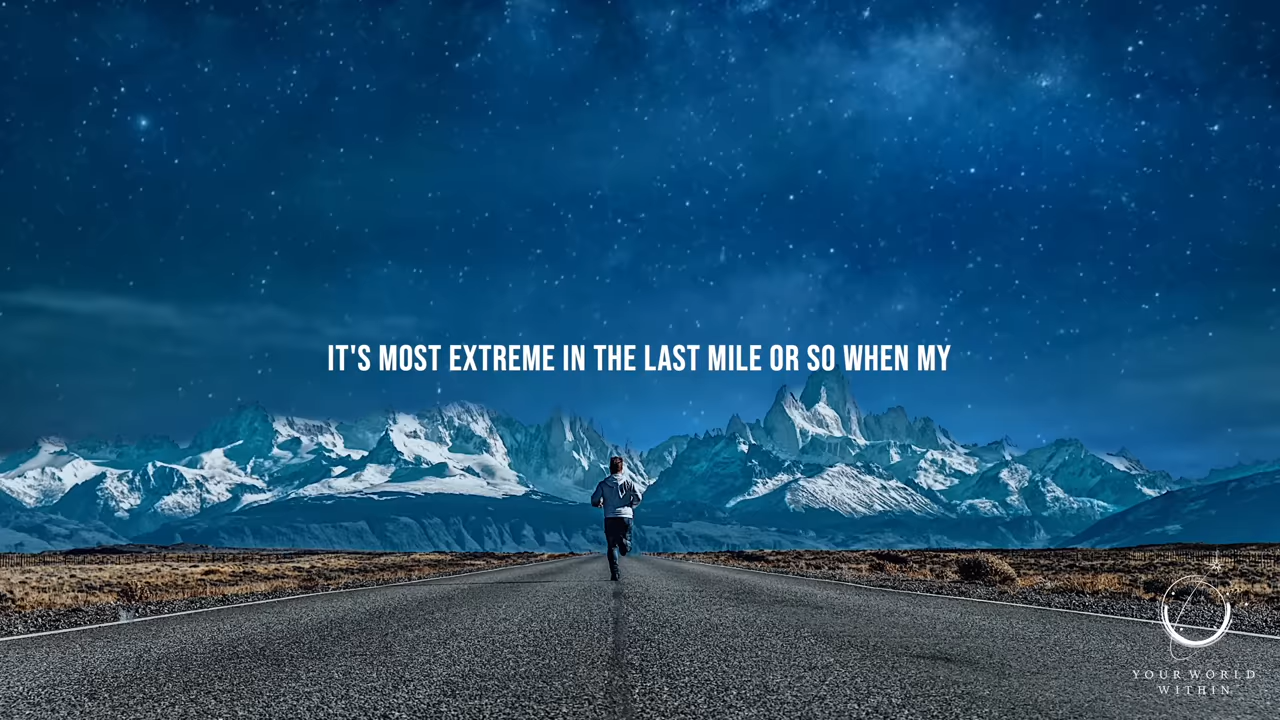 IT'S MOST EXTREME IN THE LAST MILE OR SO WHEN MY
YOUR WORLD
WITHIN